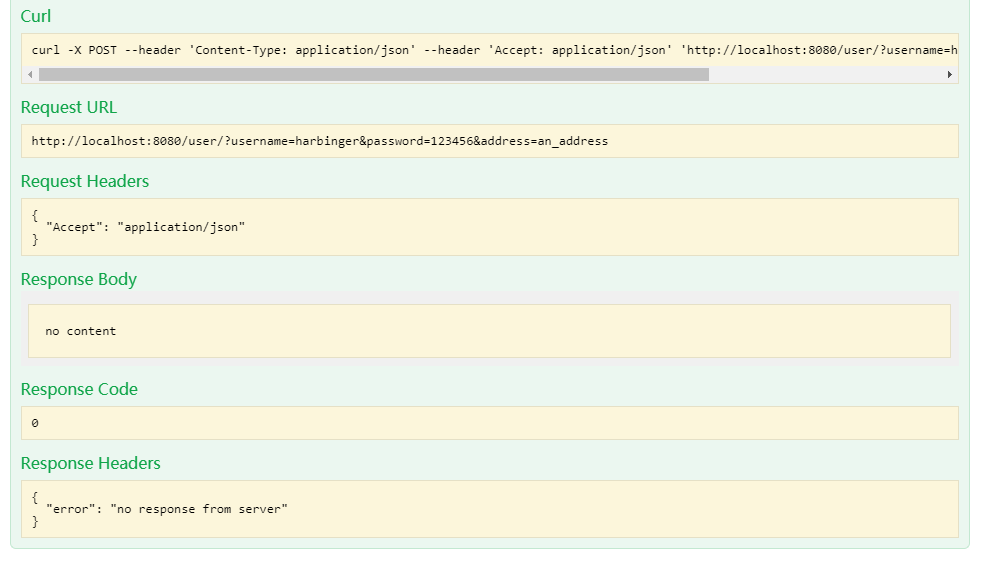 Curl
curl -X POST --header 'Content-Type: application/json' --header 'Accept: application/json' 'http://localhost:8080/user/?username=h
Request URL
http://localhost:8080/user/?username=harbinger&password=123456&address=an_address
Request Headers
{
"Accept": "application/json"
}
Response Body
no content
Response Code
0
Response Headers
{
"error": "no response from server"
}